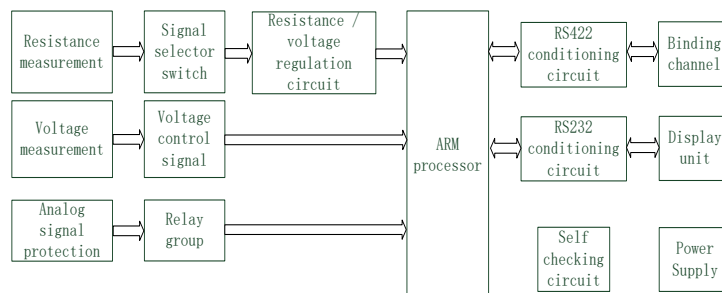 Resistance
measurement
Signal
selector
switch
Resistance /
voltage
regulation
circuit
ARM
processor
RS422
conditioning
circuit
Binding
channel
Voltage
measurement
Voltage
control
signal
RS232
conditioning
circuit
Display
unit
Analog
signal
protection
Relay
group
Self
checking
circuit
Power
Supply